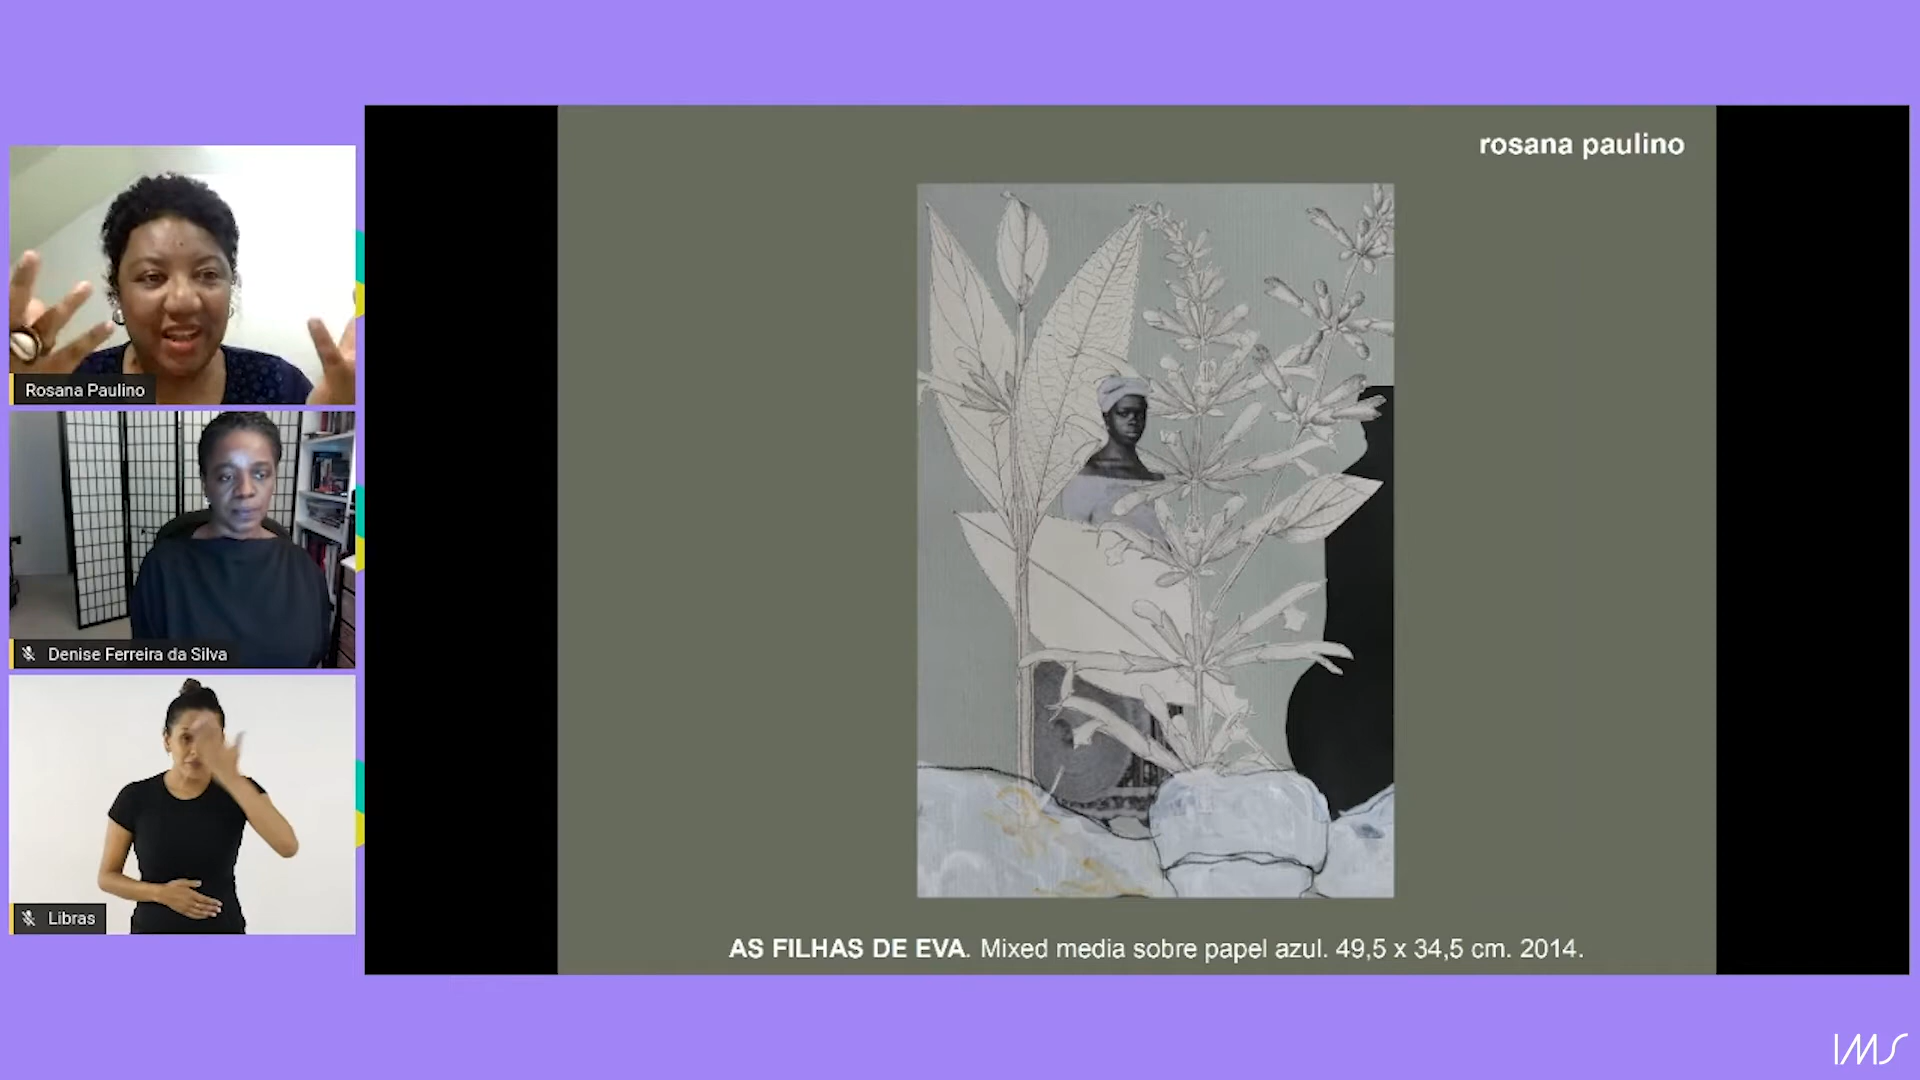 rosana paulino
Rosana Paulino
Denise Ferreira da Silva
Libras
AS FILHAS DE EVA. Mixed media sobre papel azul. 49,5 x 34,5 cm. 2014.
IMS